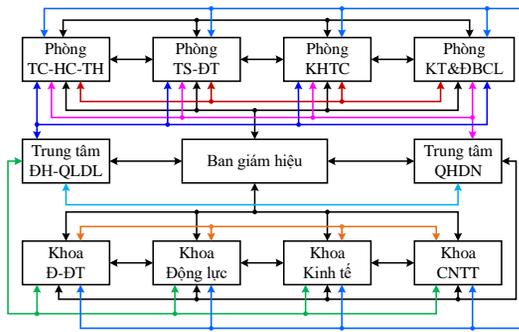 Phòng
TC-HC-TH
Phòng
TS-ĐT
Phòng
KHTC
Phòng
KT&ĐBCL
Trung tâm
ĐH-QLDL
Ban giám hiệu
Trung tâm
QHDN
Khoa
Đ-ĐT
Khoa
Động lực
Khoa
Kinh tế
Khoa
CNTT